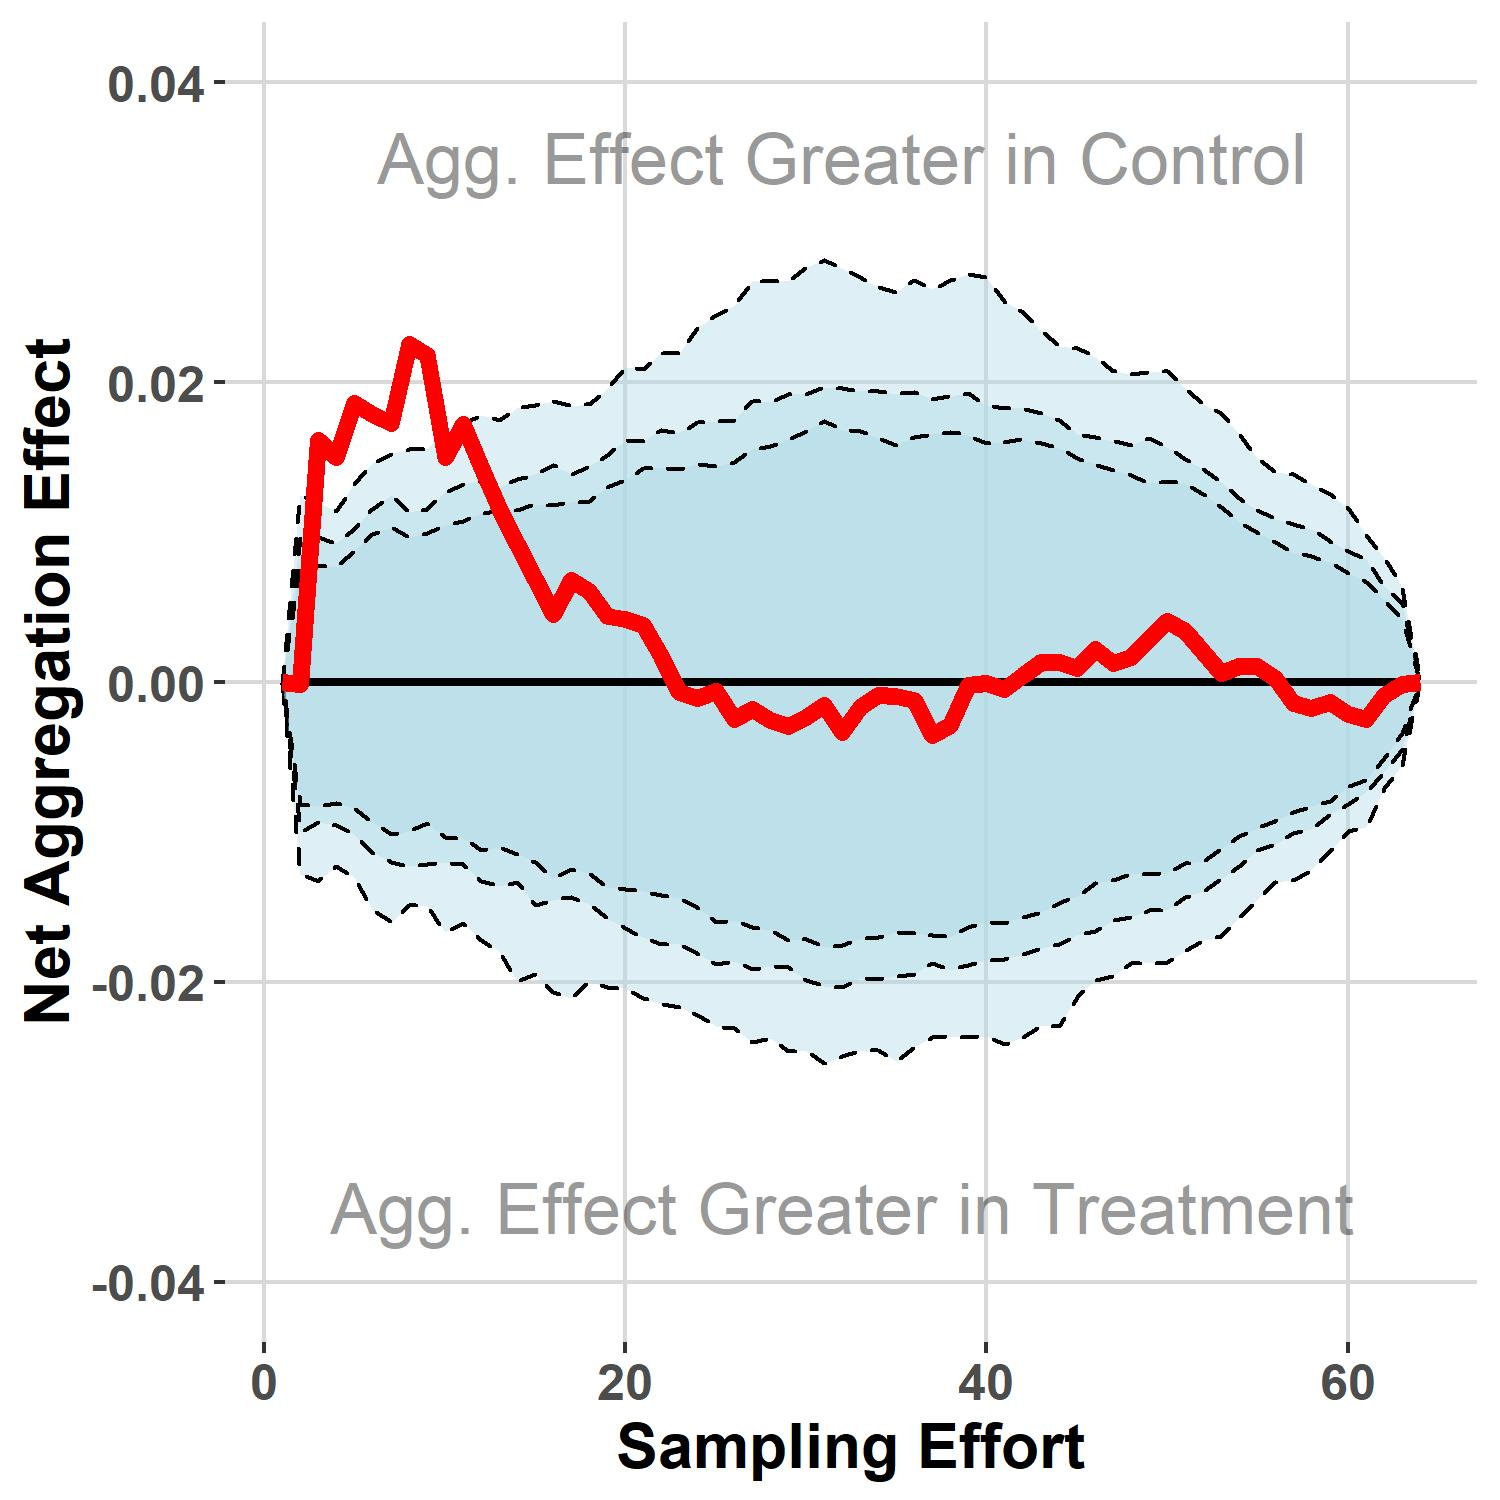 0.04
Agg. Effect Greater in Control
0.02
Net Aggregation Effect
0.00
-0.02
Agg. Effect Greater in Treatment
-0.04
0 20 40 60
Sampling Effort